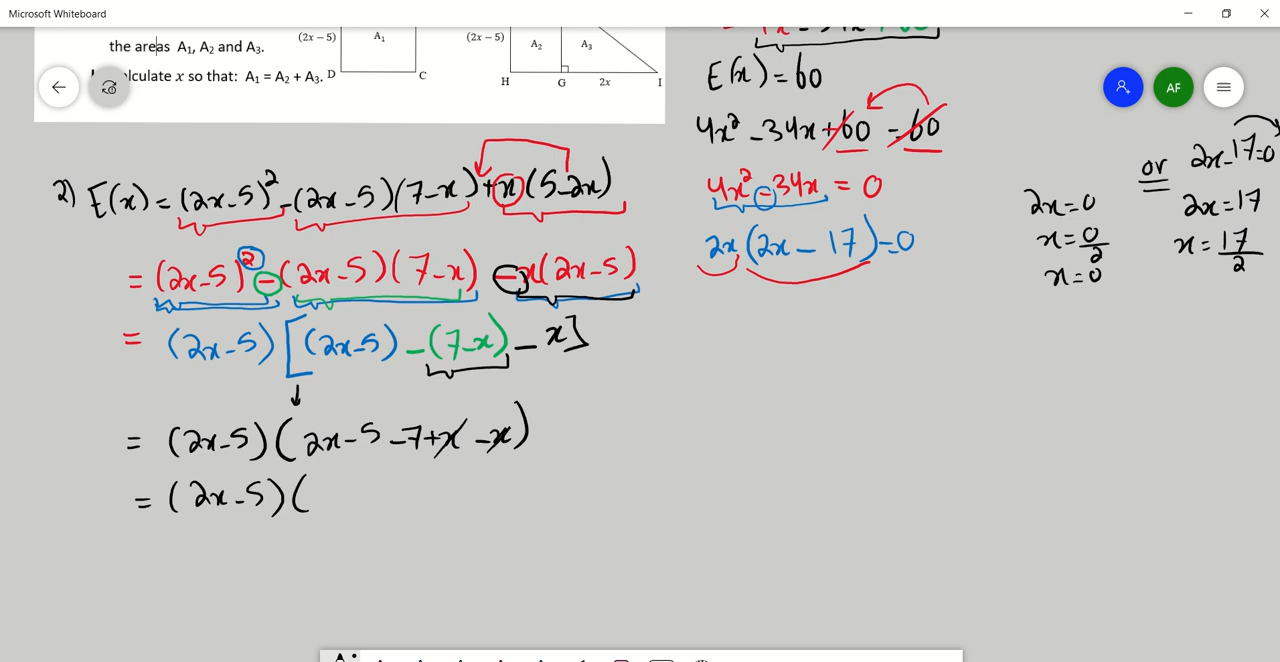 Microsoft Whiteboard
the areas A₁, A₂ and A₃.
lculate x so that: A₁ = A₂ + A₃.
(2x – 5)
A₁
D
C
(2x – 5)
A₂
A₃
H
G
2x
I
AF
2) E(x) = (2x-5)² - (2x-5)(7-x) + x(5-2x)
= (2x-5)² - (2x-5)(7-x) - x(2x-5)
= (2x-5)[(2x-5) - (7-x) - x]
= (2x-5)(2x-5-7+x-x)
= (2x-5)(
E(x) = 60
4x² - 34x + 60 = 60
4x² - 34x = 0
2x(2x - 17) = 0
2x = 0
x = 0/2
x = 0
or
2x - 17 = 0
2x = 17
x = 17/2